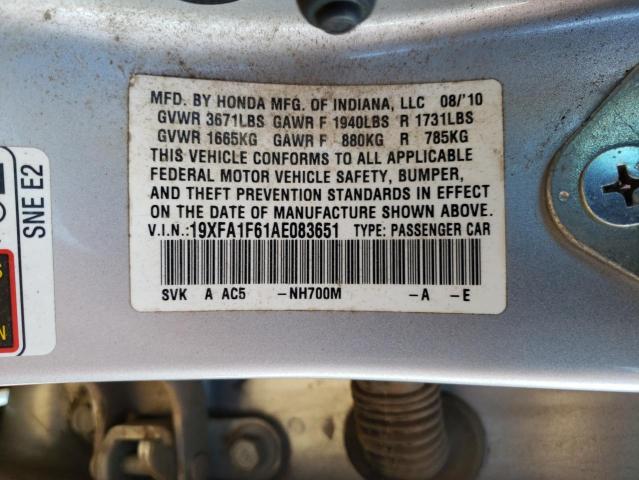 MFD. BY HONDA MFG. OF INDIANA, LLC 08/'10
GVWR 3671LBS GAWR F 1940LBS R 1731LBS
GVWR 1665KG GAWR F 880KG R 785KG
THIS VEHICLE CONFORMS TO ALL APPLICABLE
FEDERAL MOTOR VEHICLE SAFETY, BUMPER,
AND THEFT PREVENTION STANDARDS IN EFFECT
ON THE DATE OF MANUFACTURE SHOWN ABOVE.
V.I.N.:19XFA1F61AE083651 TYPE: PASSENGER CAR
SVK A AC5 -NH700M -A -E
SNE E2